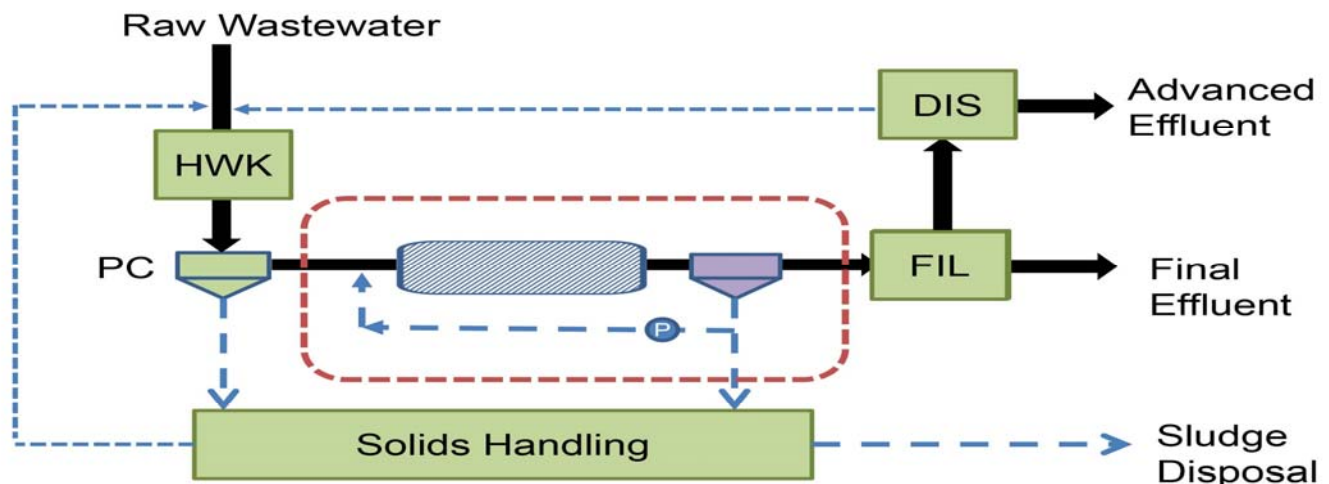 Raw Wastewater
DIS
Advanced
Effluent
HWK
PC
FIL
Final
Effluent
P
Solids Handling
Sludge
Disposal